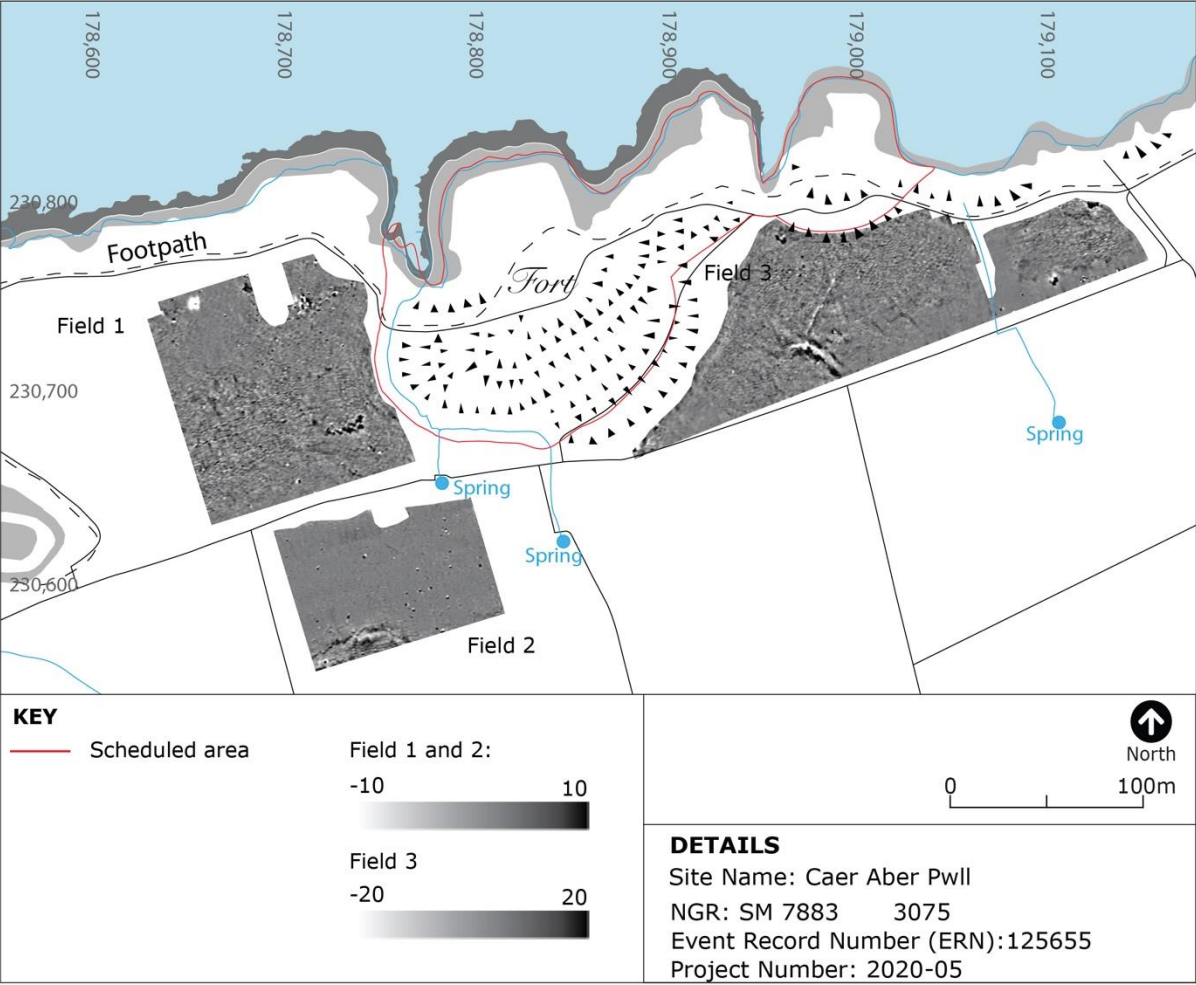 178,600
178,700
178,800
178,900
179,000
179,100
230,800
Footpath
Fort
Field 3
Field 1
230,700
Spring
Spring
Spring
230,600
Field 2
KEY
Scheduled area
Field 1 and 2:
-10 10
Field 3
-20 20
North
0 100m
DETAILS
Site Name: Caer Aber Pwll
NGR: SM 7883 3075
Event Record Number (ERN):125655
Project Number: 2020-05